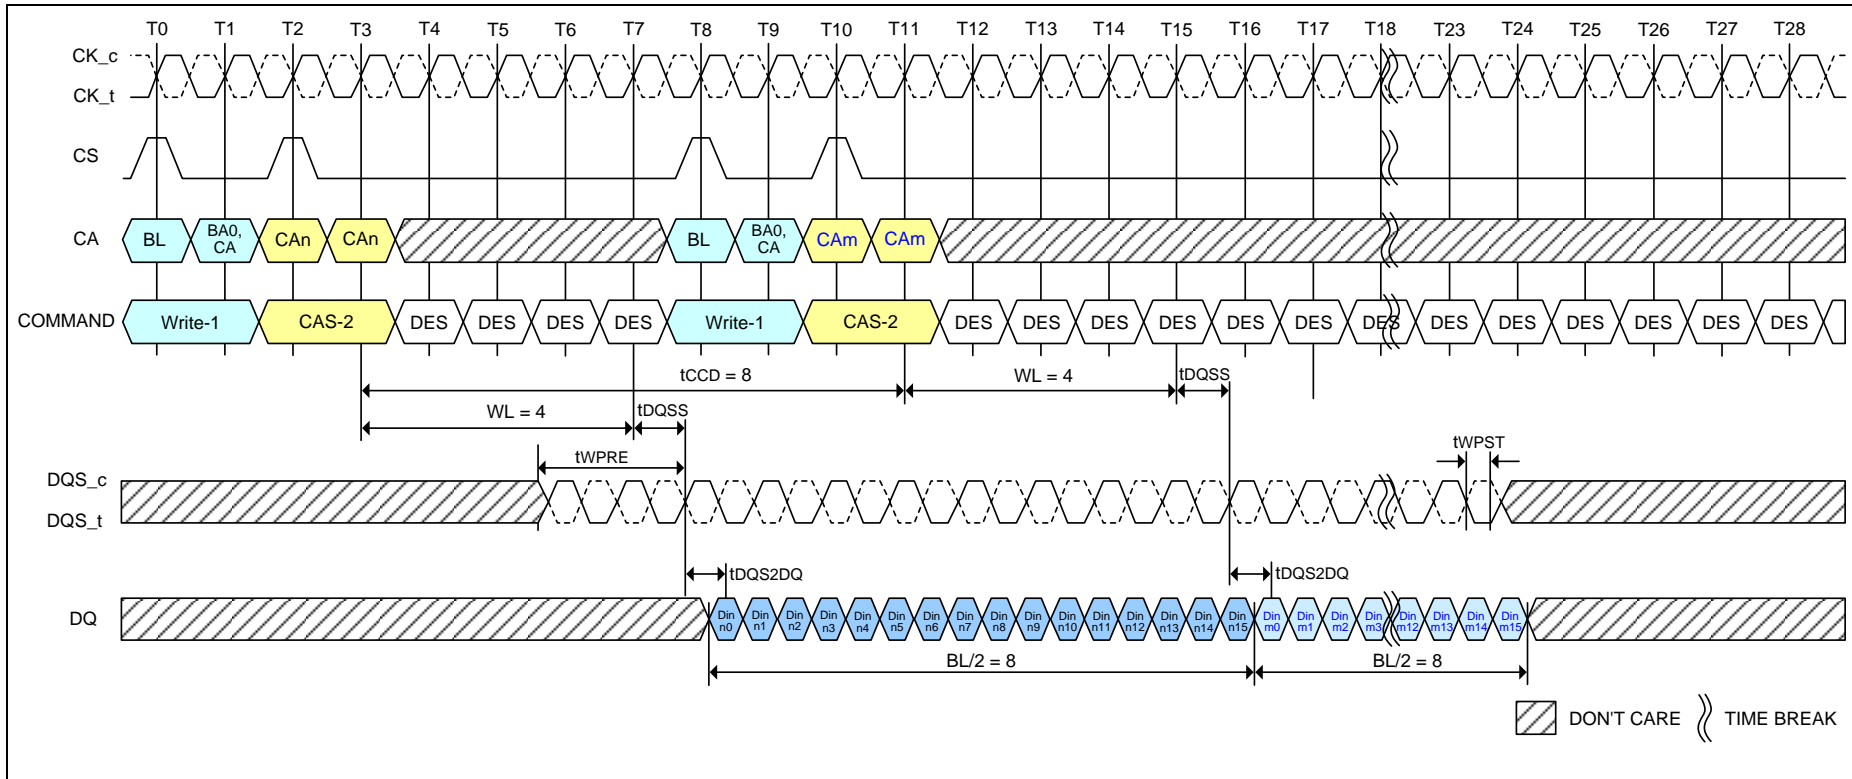 T0 T1 T2 T3 T4 T5 T6 T7 T8 T9 T10 T11 T12 T13 T14 T15 T16 T17 T18 T23 T24 T25 T26 T27 T28
CK_c
CK_t
CS
CA BL BA0, CA CAn CAn BL BA0, CA CAm CAm
COMMAND Write-1 CAS-2 DES DES DES DES Write-1 CAS-2 DES DES DES DES DES DES DES DES DES DES DES DES DES
tCCD = 8 WL = 4 tDQSS
WL = 4 tDQSS
tWPRE tWPST
DQS_c
DQS_t
tDQS2DQ tDQS2DQ
DQ Din n0 Din n1 Din n2 Din n3 Din n4 Din n5 Din n6 Din n7 Din n8 Din n9 Din n10 Din n11 Din n12 Din n13 Din n14 Din n15 Din m0 Din m1 Din m2 Din m3 Din m12 Din m13 Din m14 Din m15
BL/2 = 8 BL/2 = 8
DON'T CARE TIME BREAK